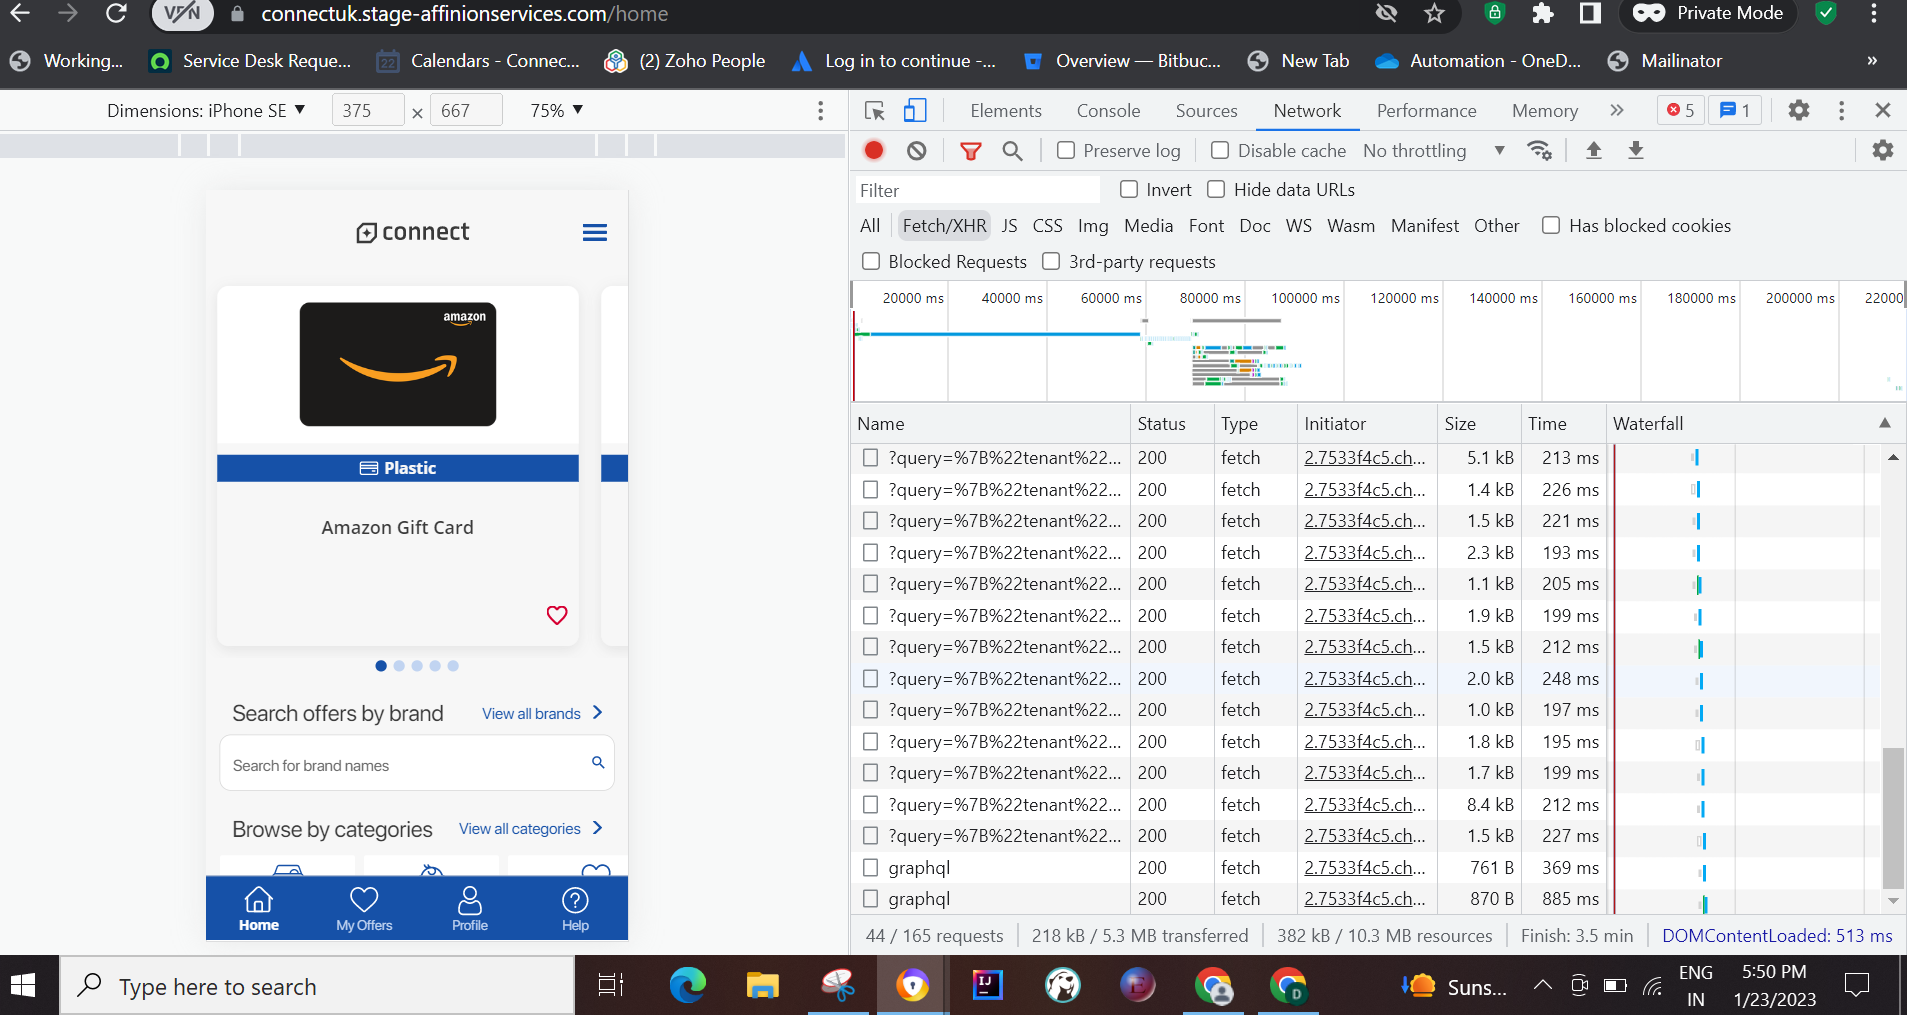 VPN connectuk.stage-affinionservices.com/home Private Mode
Working... Service Desk Reque... 22 Calendars - Connec... (2) Zoho People Log in to continue -... Overview — Bitbuc... New Tab Automation - OneD... Mailinator »
Dimensions: iPhone SE ▼ 375 × 667 75% ▼
Elements Console Sources Network Performance Memory » 5 1
Preserve log Disable cache No throttling ▼
Filter Invert Hide data URLs
All Fetch/XHR JS CSS Img Media Font Doc WS Wasm Manifest Other Has blocked cookies
Blocked Requests 3rd-party requests
20000 ms 40000 ms 60000 ms 80000 ms 100000 ms 120000 ms 140000 ms 160000 ms 180000 ms 200000 ms 22000
Name Status Type Initiator Size Time Waterfall
?query=%7B%22tenant%22... 200 fetch 2.7533f4c5.ch... 5.1 kB 213 ms
?query=%7B%22tenant%22... 200 fetch 2.7533f4c5.ch... 1.4 kB 226 ms
?query=%7B%22tenant%22... 200 fetch 2.7533f4c5.ch... 1.5 kB 221 ms
?query=%7B%22tenant%22... 200 fetch 2.7533f4c5.ch... 2.3 kB 193 ms
?query=%7B%22tenant%22... 200 fetch 2.7533f4c5.ch... 1.1 kB 205 ms
?query=%7B%22tenant%22... 200 fetch 2.7533f4c5.ch... 1.9 kB 199 ms
?query=%7B%22tenant%22... 200 fetch 2.7533f4c5.ch... 1.5 kB 212 ms
?query=%7B%22tenant%22... 200 fetch 2.7533f4c5.ch... 2.0 kB 248 ms
?query=%7B%22tenant%22... 200 fetch 2.7533f4c5.ch... 1.0 kB 197 ms
?query=%7B%22tenant%22... 200 fetch 2.7533f4c5.ch... 1.8 kB 195 ms
?query=%7B%22tenant%22... 200 fetch 2.7533f4c5.ch... 1.7 kB 199 ms
?query=%7B%22tenant%22... 200 fetch 2.7533f4c5.ch... 8.4 kB 212 ms
?query=%7B%22tenant%22... 200 fetch 2.7533f4c5.ch... 1.5 kB 227 ms
graphql 200 fetch 2.7533f4c5.ch... 761 B 369 ms
graphql 200 fetch 2.7533f4c5.ch... 870 B 885 ms
44 / 165 requests 218 kB / 5.3 MB transferred 382 kB / 10.3 MB resources Finish: 3.5 min DOMContentLoaded: 513 ms
connect
amazon
Plastic
Amazon Gift Card
Search offers by brand View all brands
Search for brand names
Browse by categories View all categories
Home My Offers Profile Help
Type here to search
IJ
D
Suns...
ENG
IN
5:50 PM
1/23/2023